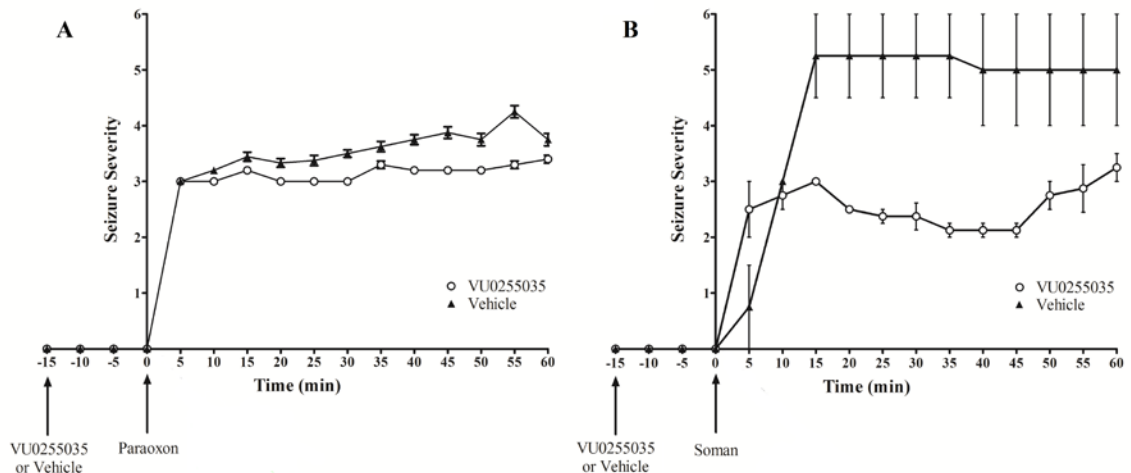 A
6
5
4
3
2
1
Seizure Severity
VU0255035
Vehicle
-15 -10 -5 0 5 10 15 20 25 30 35 40 45 50 55 60
Time (min)
VU0255035
or Vehicle
Paraoxon
B
6
5
4
3
2
1
Seizure Severity
VU0255035
Vehicle
-15 -10 -5 0 5 10 15 20 25 30 35 40 45 50 55 60
Time (min)
VU0255035
or Vehicle
Soman